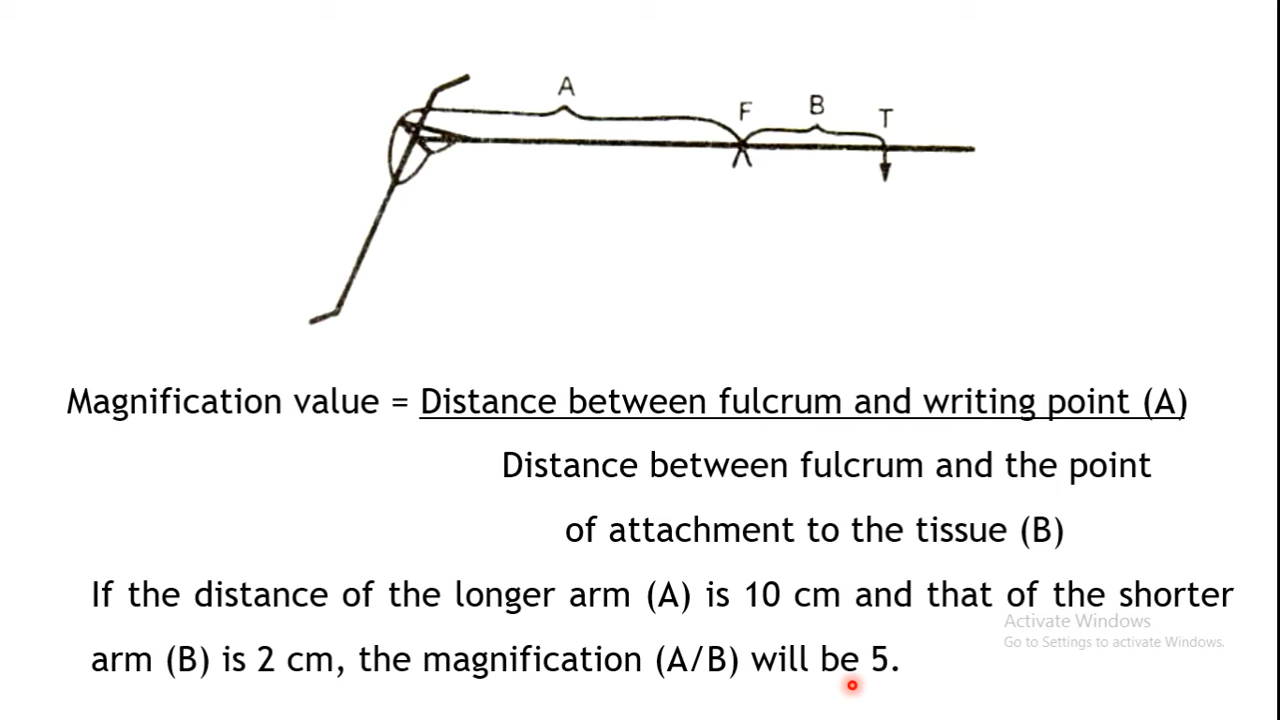 A
F
B
T
Magnification value = Distance between fulcrum and writing point (A)
Distance between fulcrum and the point
of attachment to the tissue (B)
If the distance of the longer arm (A) is 10 cm and that of the shorter
Activate Windows
Go to Settings to activate Windows.
arm (B) is 2 cm, the magnification (A/B) will be 5.